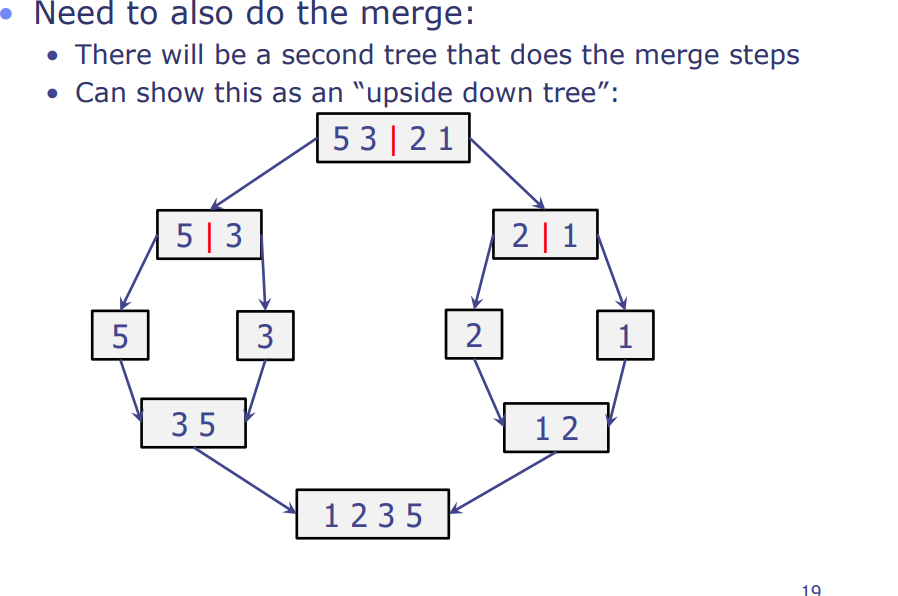 • Need to also do the merge:
• There will be a second tree that does the merge steps
• Can show this as an “upside down tree”:
5 3 | 2 1
5 | 3
2 | 1
5
3
2
1
3 5
1 2
1 2 3 5
19